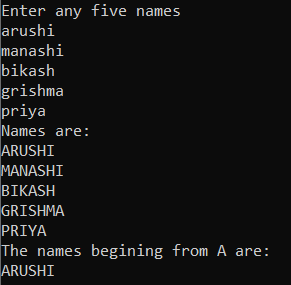 Enter any five names
arushi
manashi
bikash
grishma
priya
Names are:
ARUSHI
MANASHI
BIKASH
GRISHMA
PRIYA
The names begining from A are:
ARUSHI